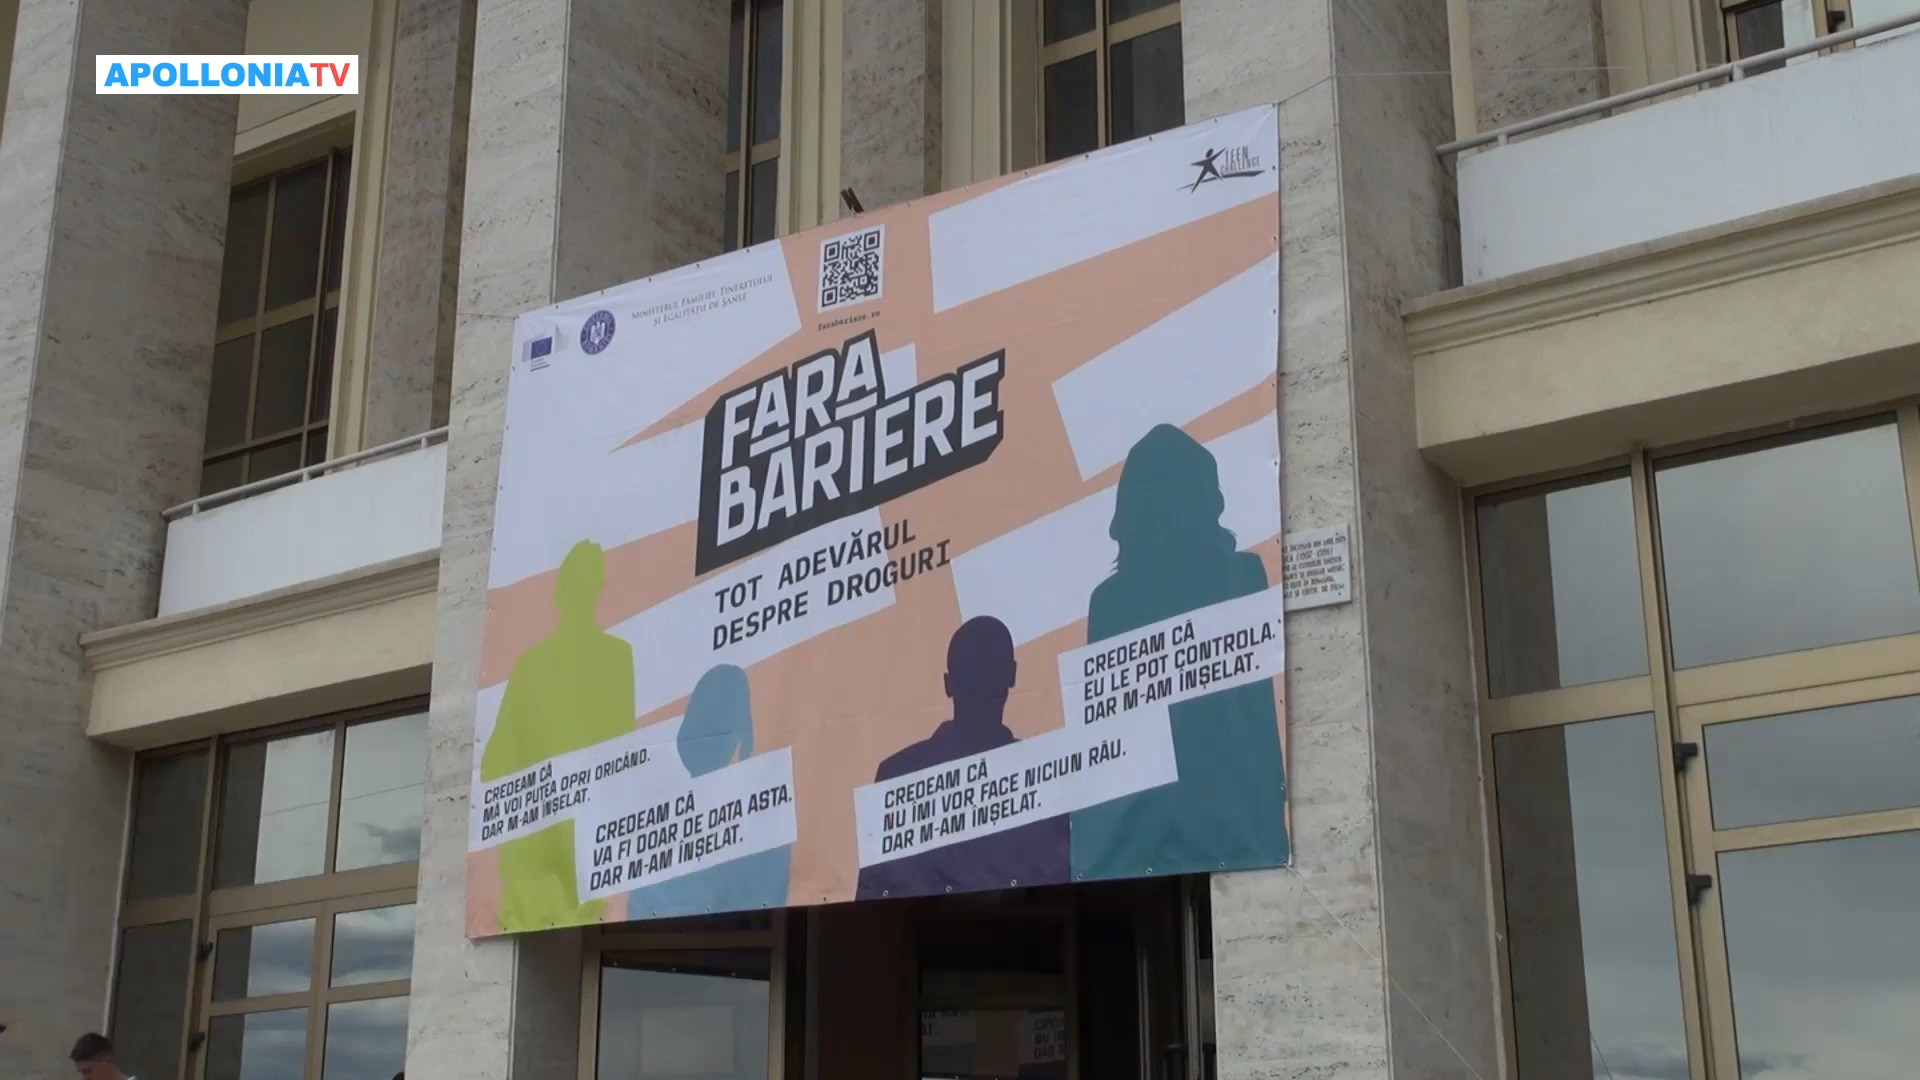 APOLLONIATV
TEEN
CHALLENGE
MINISTERUL FAMILIEI, TINERETULUI
ȘI EGALITĂȚII DE ȘANSE
farabariere.ro
FARA
BARIERE
TOT ADEVĂRUL
DESPRE DROGURI
CREDEAM CĂ
EU LE POT CONTROLA.
DAR M-AM ÎNȘELAT.
CREDEAM CĂ
MĂ VOI PUTEA OPRI ORICÂND.
DAR M-AM ÎNȘELAT.
CREDEAM CĂ
VA FI DOAR DE DATA ASTA.
DAR M-AM ÎNȘELAT.
CREDEAM CĂ
NU ÎMI VOR FACE NICIUN RĂU.
DAR M-AM ÎNȘELAT.